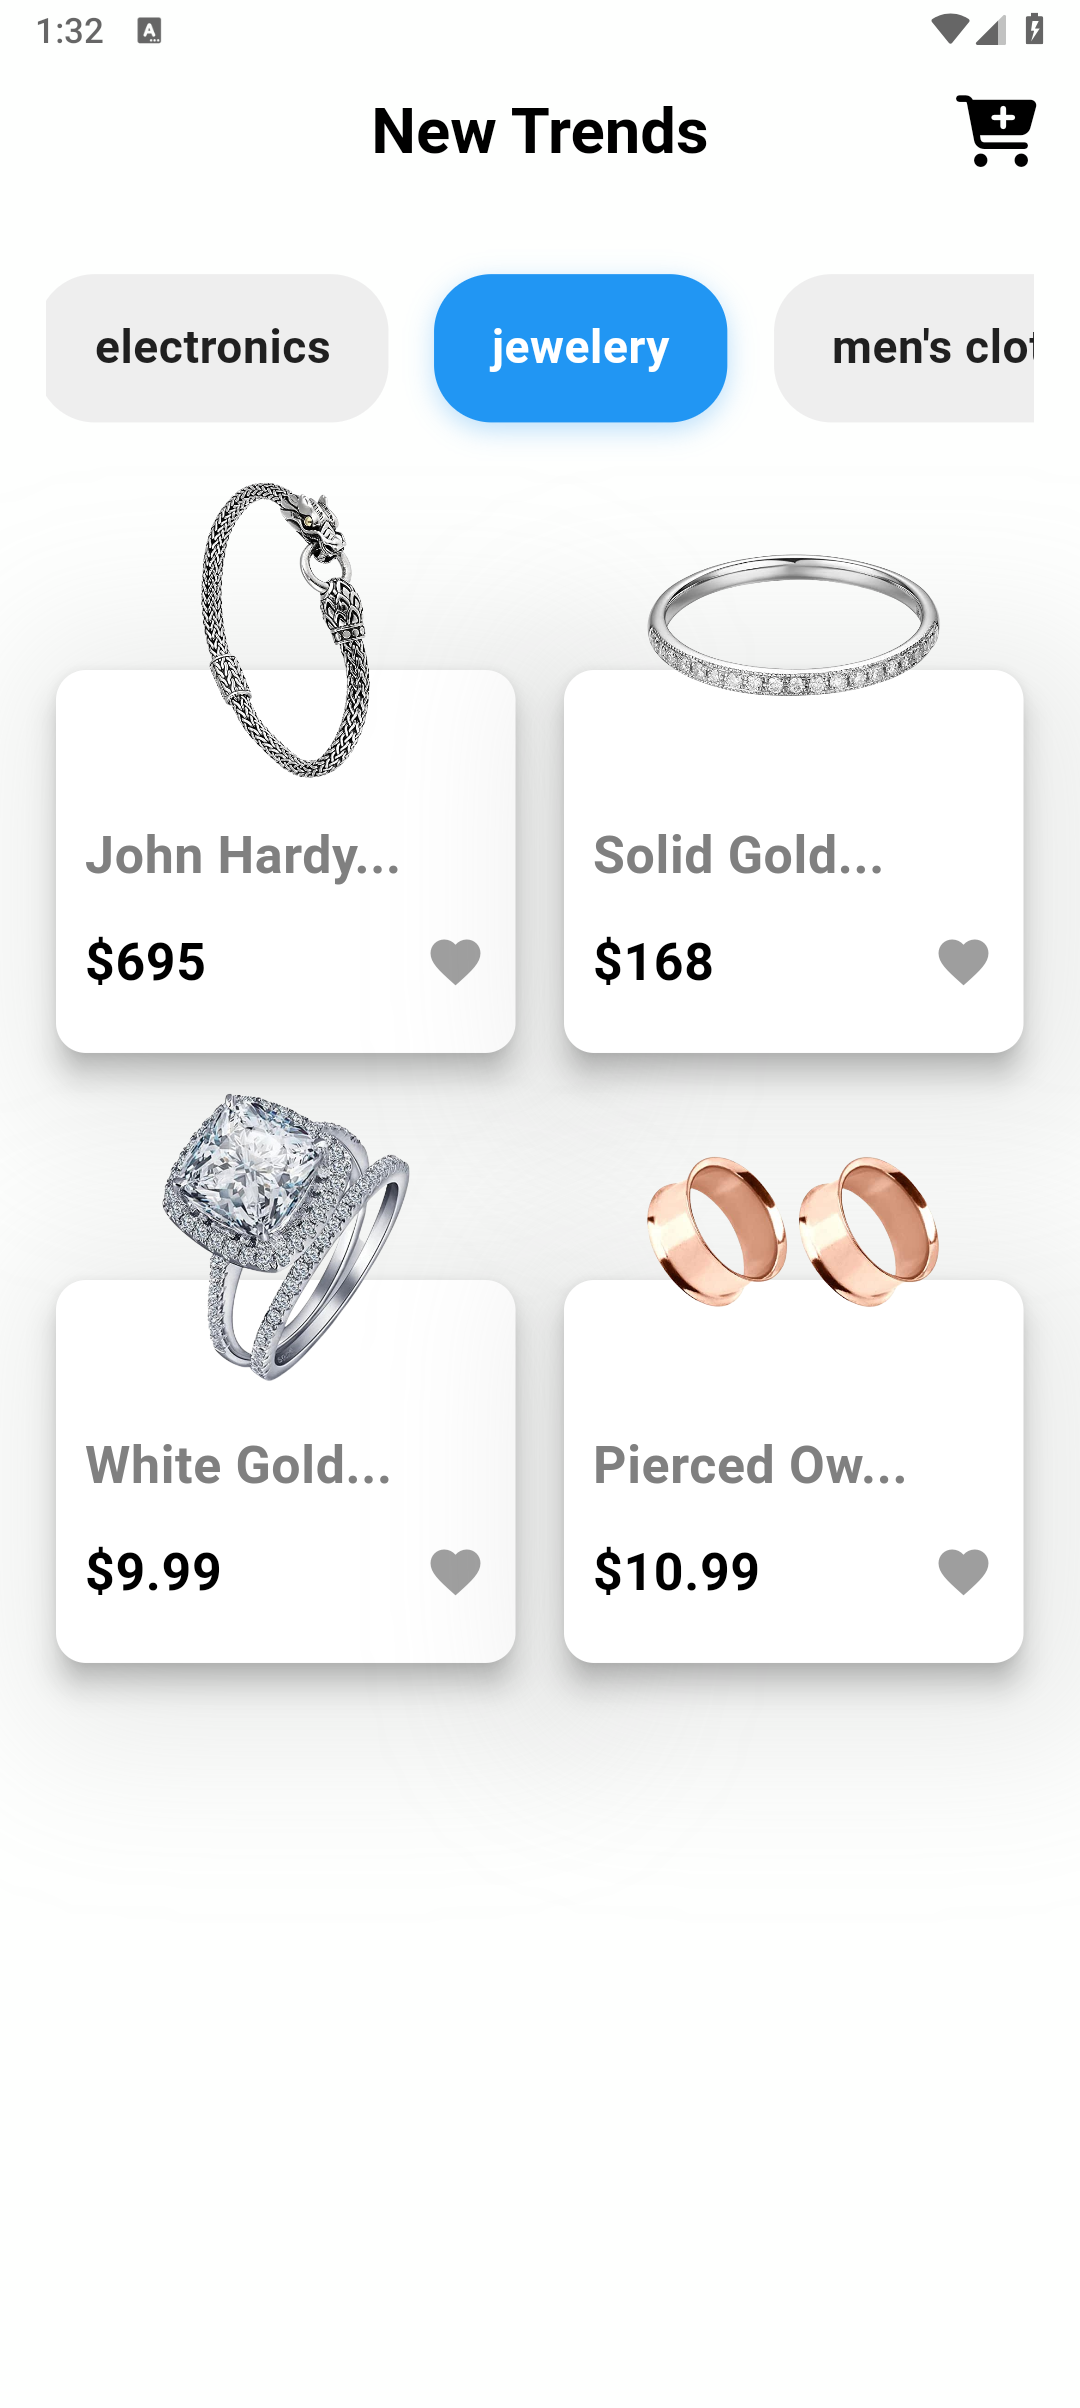 1:32
New Trends
electronics
jewelery
men's clot
John Hardy...
Solid Gold...
$695
$168
White Gold...
Pierced Ow...
$9.99
$10.99